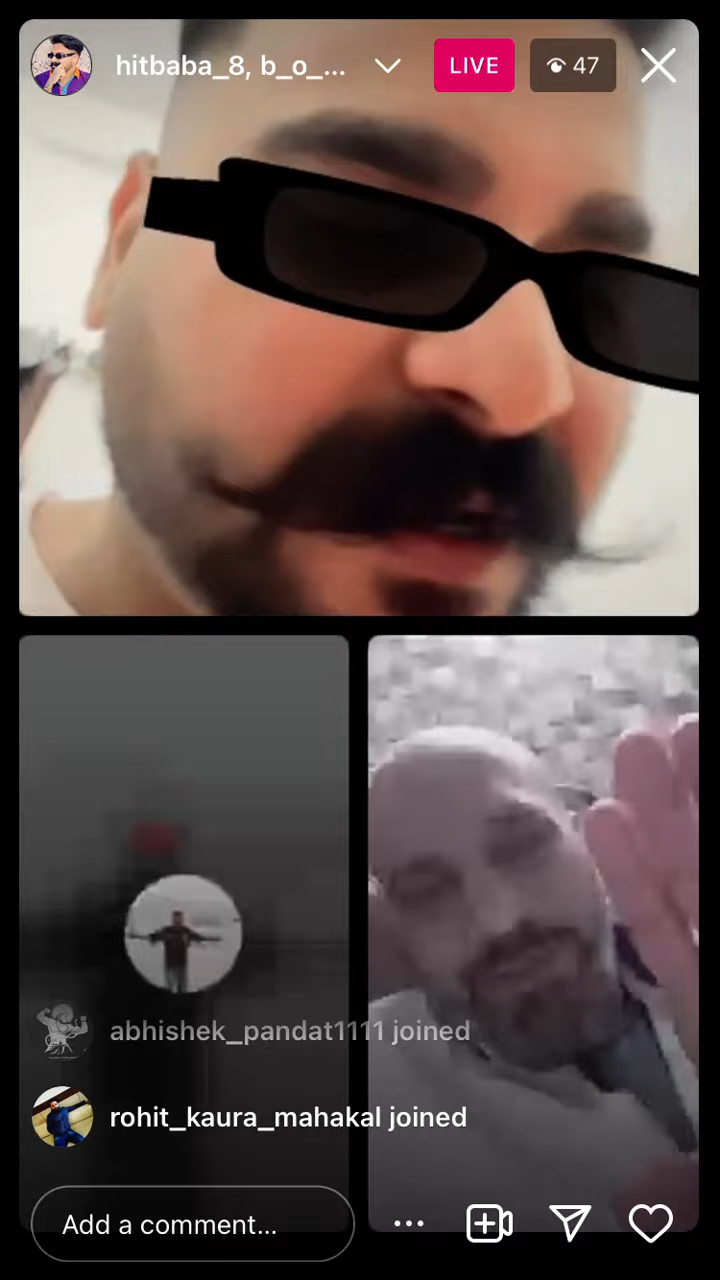 hitbaba_8, b_o_...
LIVE
47
abhishek_pandat1111 joined
rohit_kaura_mahakal joined
Add a comment...